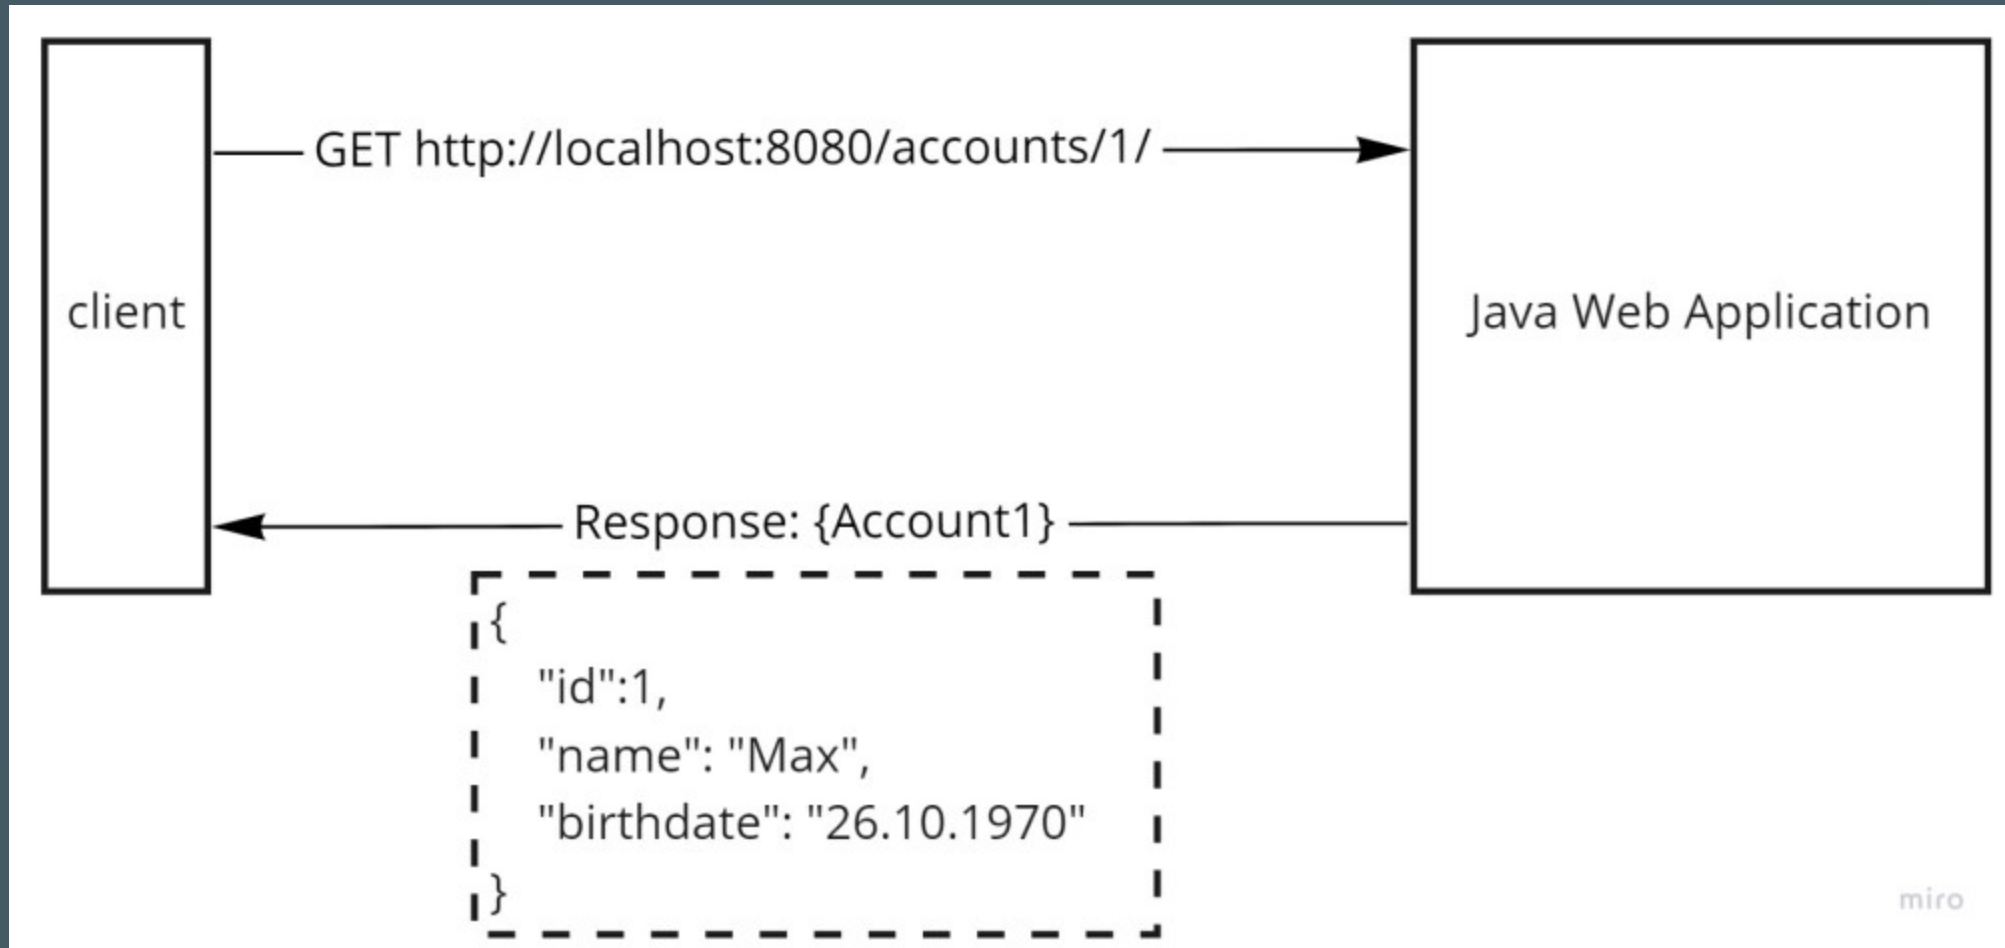 GET http://localhost:8080/accounts/1/
client
Java Web Application
Response: {Account1}
{
"id":1,
"name": "Max",
"birthdate": "26.10.1970"
}
miro